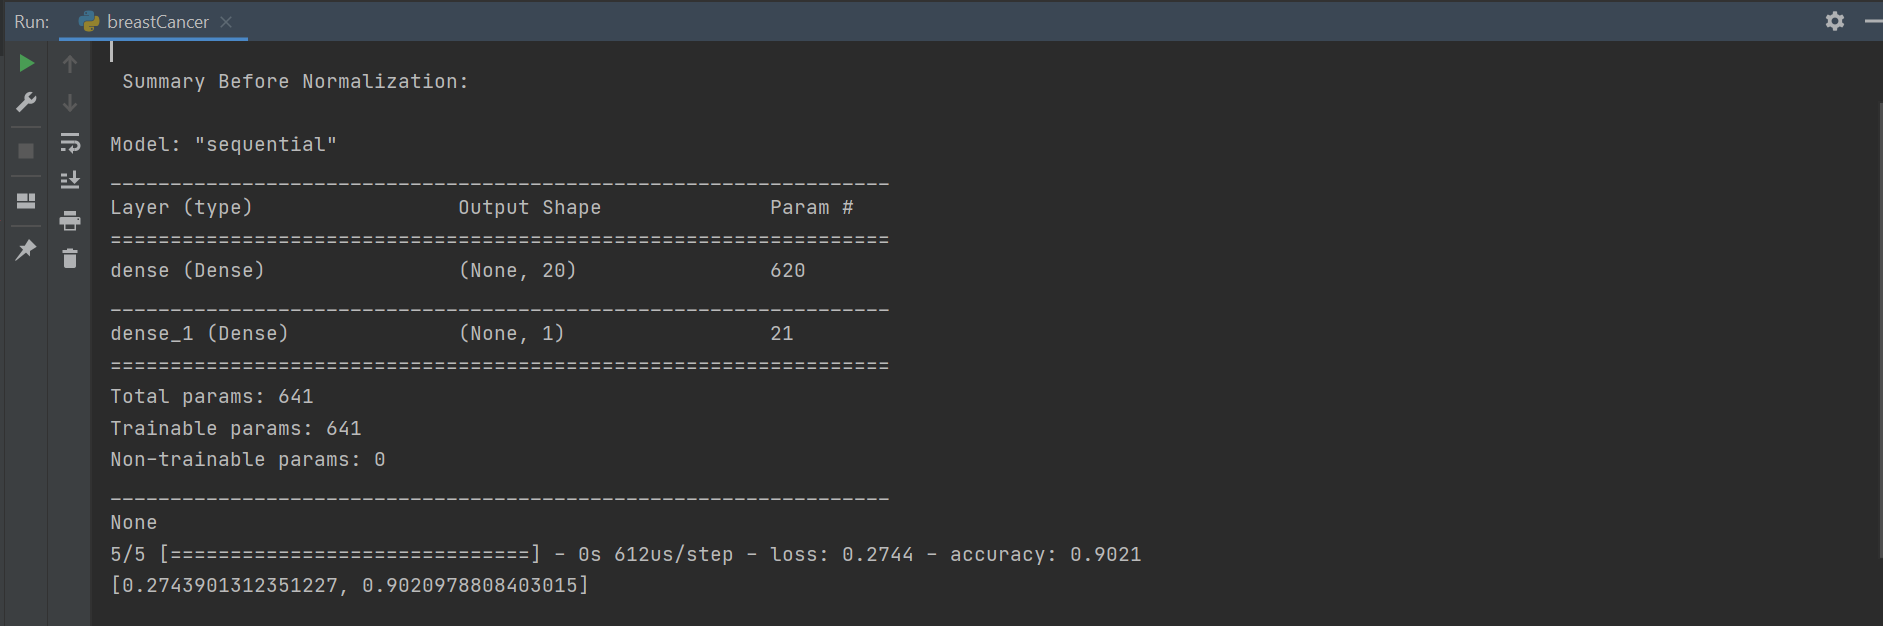 Run: breastCancer
Summary Before Normalization:
Model: "sequential"
_________________________________________________________________
Layer (type)                 Output Shape              Param #
=================================================================
dense (Dense)                (None, 20)                620
_________________________________________________________________
dense_1 (Dense)              (None, 1)                 21
=================================================================
Total params: 641
Trainable params: 641
Non-trainable params: 0
_________________________________________________________________
None
5/5 [==============================] - 0s 612us/step - loss: 0.2744 - accuracy: 0.9021
[0.2743901312351227, 0.9020978808403015]